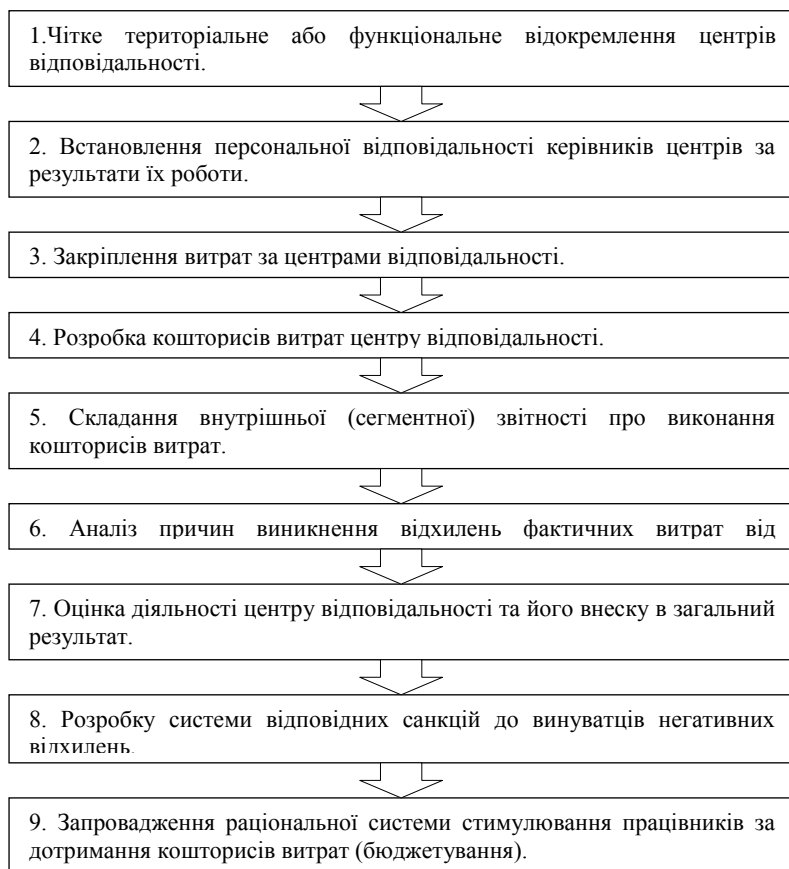 1.Чітке територіальне або функціональне відокремлення центрів
відповідальності.
2. Встановлення персональної відповідальності керівників центрів за
результати їх роботи.
3. Закріплення витрат за центрами відповідальності.
4. Розробка кошторисів витрат центру відповідальності.
5. Складання внутрішньої (сегментної) звітності про виконання
кошторисів витрат.
6. Аналіз причин виникнення відхилень фактичних витрат від
7. Оцінка діяльності центру відповідальності та його внеску в загальний
результат.
8. Розробку системи відповідних санкцій до винуватців негативних
відхилень.
9. Запровадження раціональної системи стимулювання працівників за
дотримання кошторисів витрат (бюджетування).